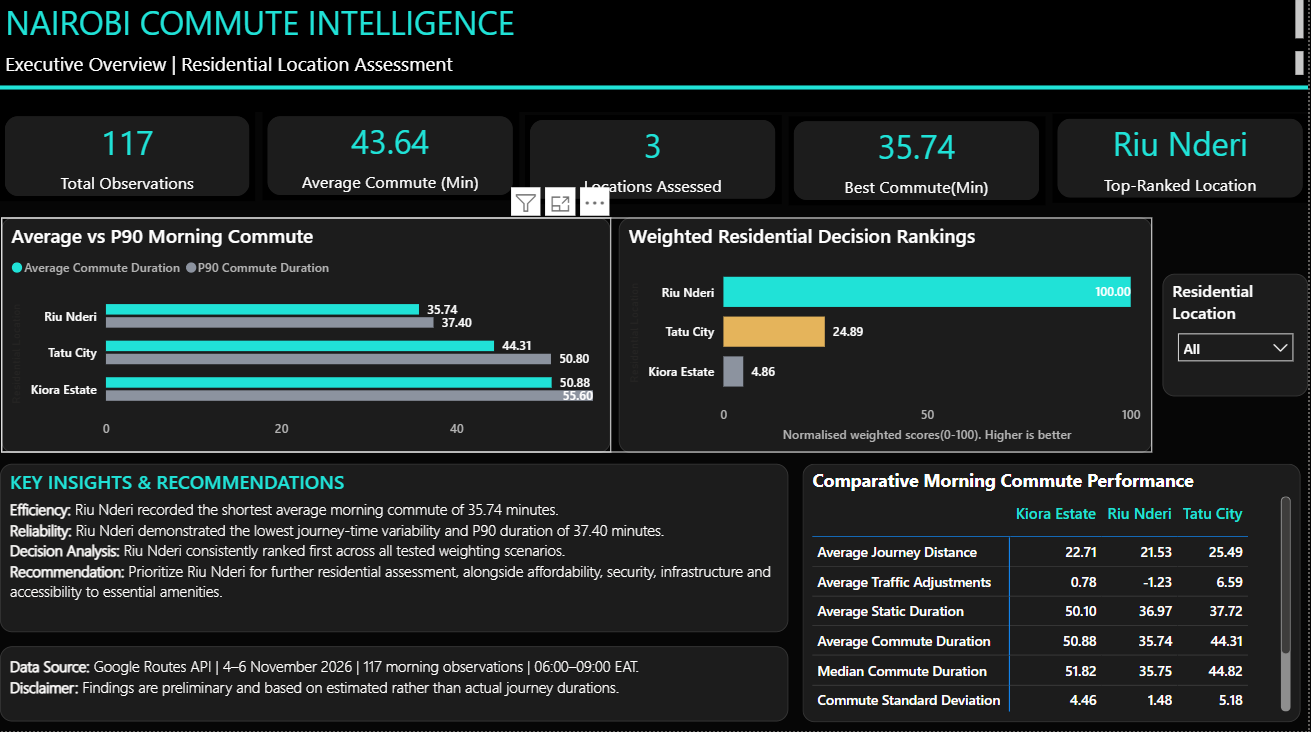 NAIROBI COMMUTE INTELLIGENCE
Executive Overview | Residential Location Assessment
117
Total Observations
43.64
Average Commute (Min)
3
Locations Assessed
35.74
Best Commute(Min)
Riu Nderi
Top-Ranked Location
Average vs P90 Morning Commute
Average Commute Duration P90 Commute Duration
Riu Nderi 35.74
37.40
Tatu City 44.31
50.80
Kiora Estate 50.88
55.60
0 20 40
Weighted Residential Decision Rankings
Riu Nderi 100.00
Tatu City 24.89
Kiora Estate 4.86
0 50 100
Normalised weighted scores(0-100). Higher is better
Residential
Location
All
KEY INSIGHTS & RECOMMENDATIONS
Efficiency: Riu Nderi recorded the shortest average morning commute of 35.74 minutes.
Reliability: Riu Nderi demonstrated the lowest journey-time variability and P90 duration of 37.40 minutes.
Decision Analysis: Riu Nderi consistently ranked first across all tested weighting scenarios.
Recommendation: Prioritize Riu Nderi for further residential assessment, alongside affordability, security, infrastructure and
accessibility to essential amenities.
Data Source: Google Routes API | 4–6 November 2026 | 117 morning observations | 06:00–09:00 EAT.
Disclaimer: Findings are preliminary and based on estimated rather than actual journey durations.
Comparative Morning Commute Performance
Kiora Estate Riu Nderi Tatu City
Average Journey Distance 22.71 21.53 25.49
Average Traffic Adjustments 0.78 -1.23 6.59
Average Static Duration 50.10 36.97 37.72
Average Commute Duration 50.88 35.74 44.31
Median Commute Duration 51.82 35.75 44.82
Commute Standard Deviation 4.46 1.48 5.18